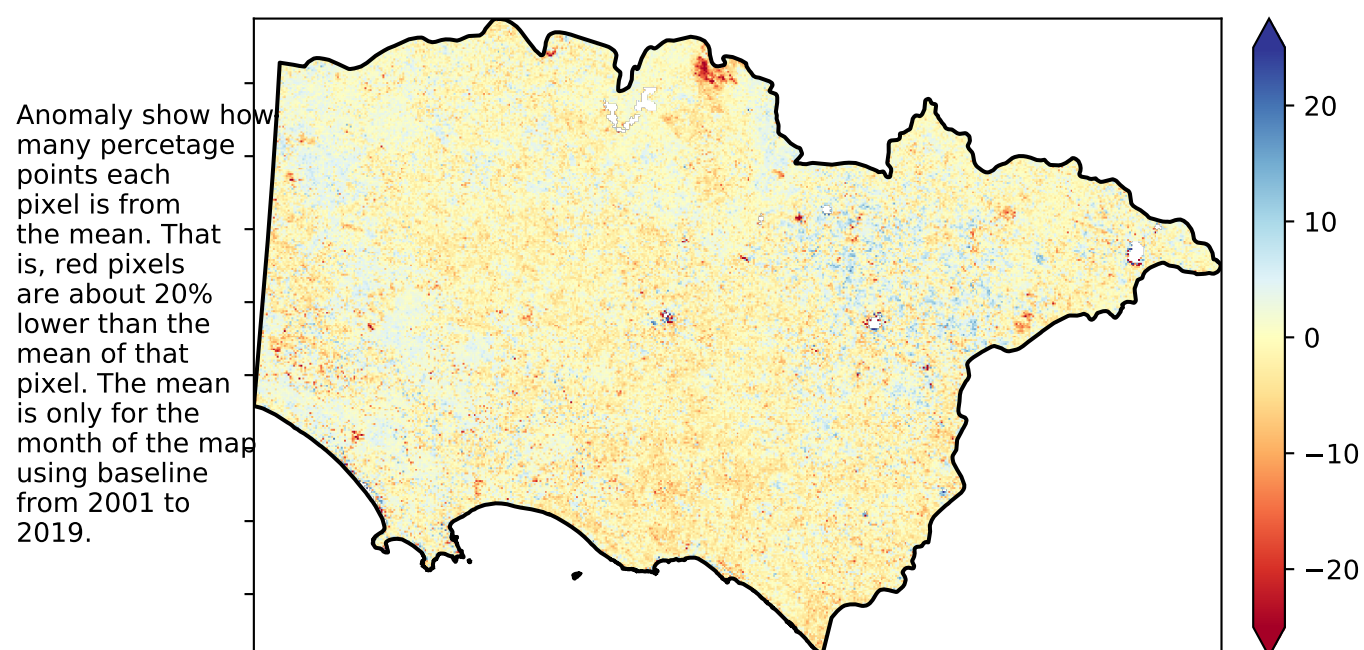 Anomaly show how
many percetage
points each
pixel is from
the mean. That
is, red pixels
are about 20%
lower than the
mean of that
pixel. The mean
is only for the
month of the map
using baseline
from 2001 to
2019.
20
10
0
−10
−20